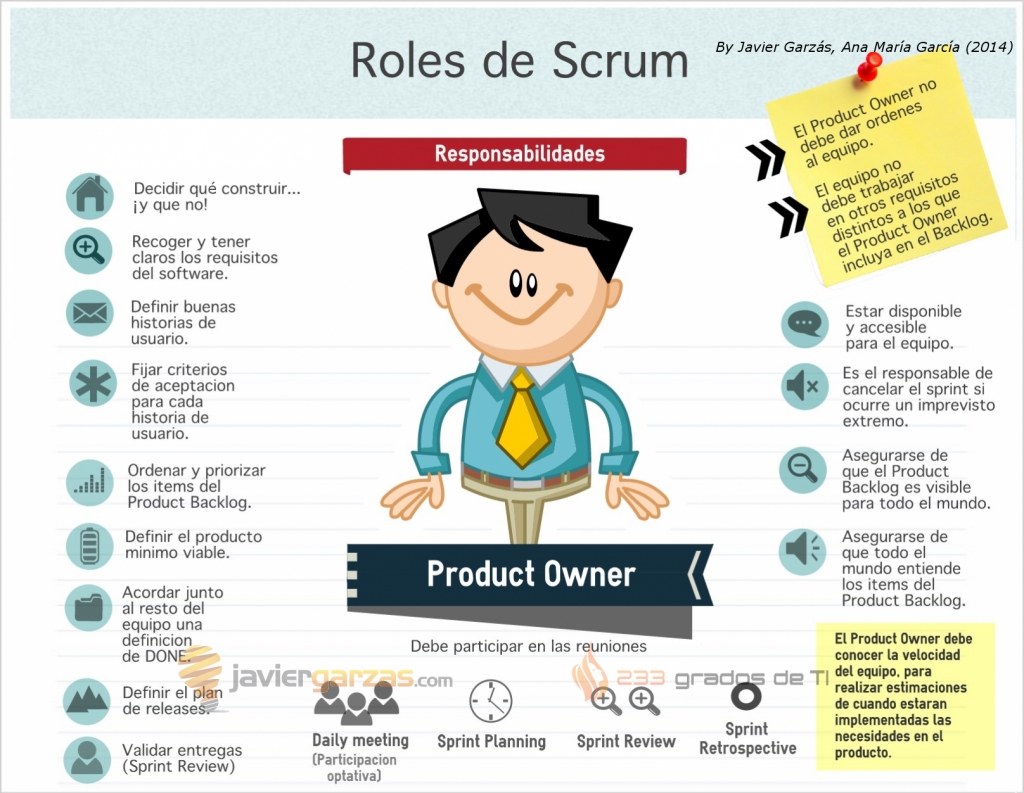 Roles de Scrum
By Javier Garzás, Ana María García (2014)
El Product Owner no
debe dar ordenes
al equipo.
El equipo no
debe trabajar
en otros requisitos
distintos a los que
el Product Owner
incluya en el Backlog.
Responsabilidades
Decidir qué construir...
¡y que no!
Recoger y tener
claros los requisitos
del software.
Definir buenas
historias de
usuario.
Fijar criterios
de aceptacion
para cada
historia de
usuario.
Ordenar y priorizar
los items del
Product Backlog.
Definir el producto
minimo viable.
Acordar junto
al resto del
equipo una
definicion
de DONE.
Definir el plan
de releases.
Validar entregas
(Sprint Review)
Estar disponible
y accesible
para el equipo.
Es el responsable de
cancelar el sprint si
ocurre un imprevisto
extremo.
Asegurarse de
que el Product
Backlog es visible
para todo el mundo.
Asegurarse de
que todo el
mundo entiende
los items del
Product Backlog.
Product Owner
Debe participar en las reuniones
javiergarzas.com
233 grados de TI
Daily meeting
(Participacion
optativa)
Sprint Planning
Sprint Review
Sprint
Retrospective
El Product Owner debe
conocer la velocidad
del equipo, para
realizar estimaciones
de cuando estaran
implementadas las
necesidades en el
producto.